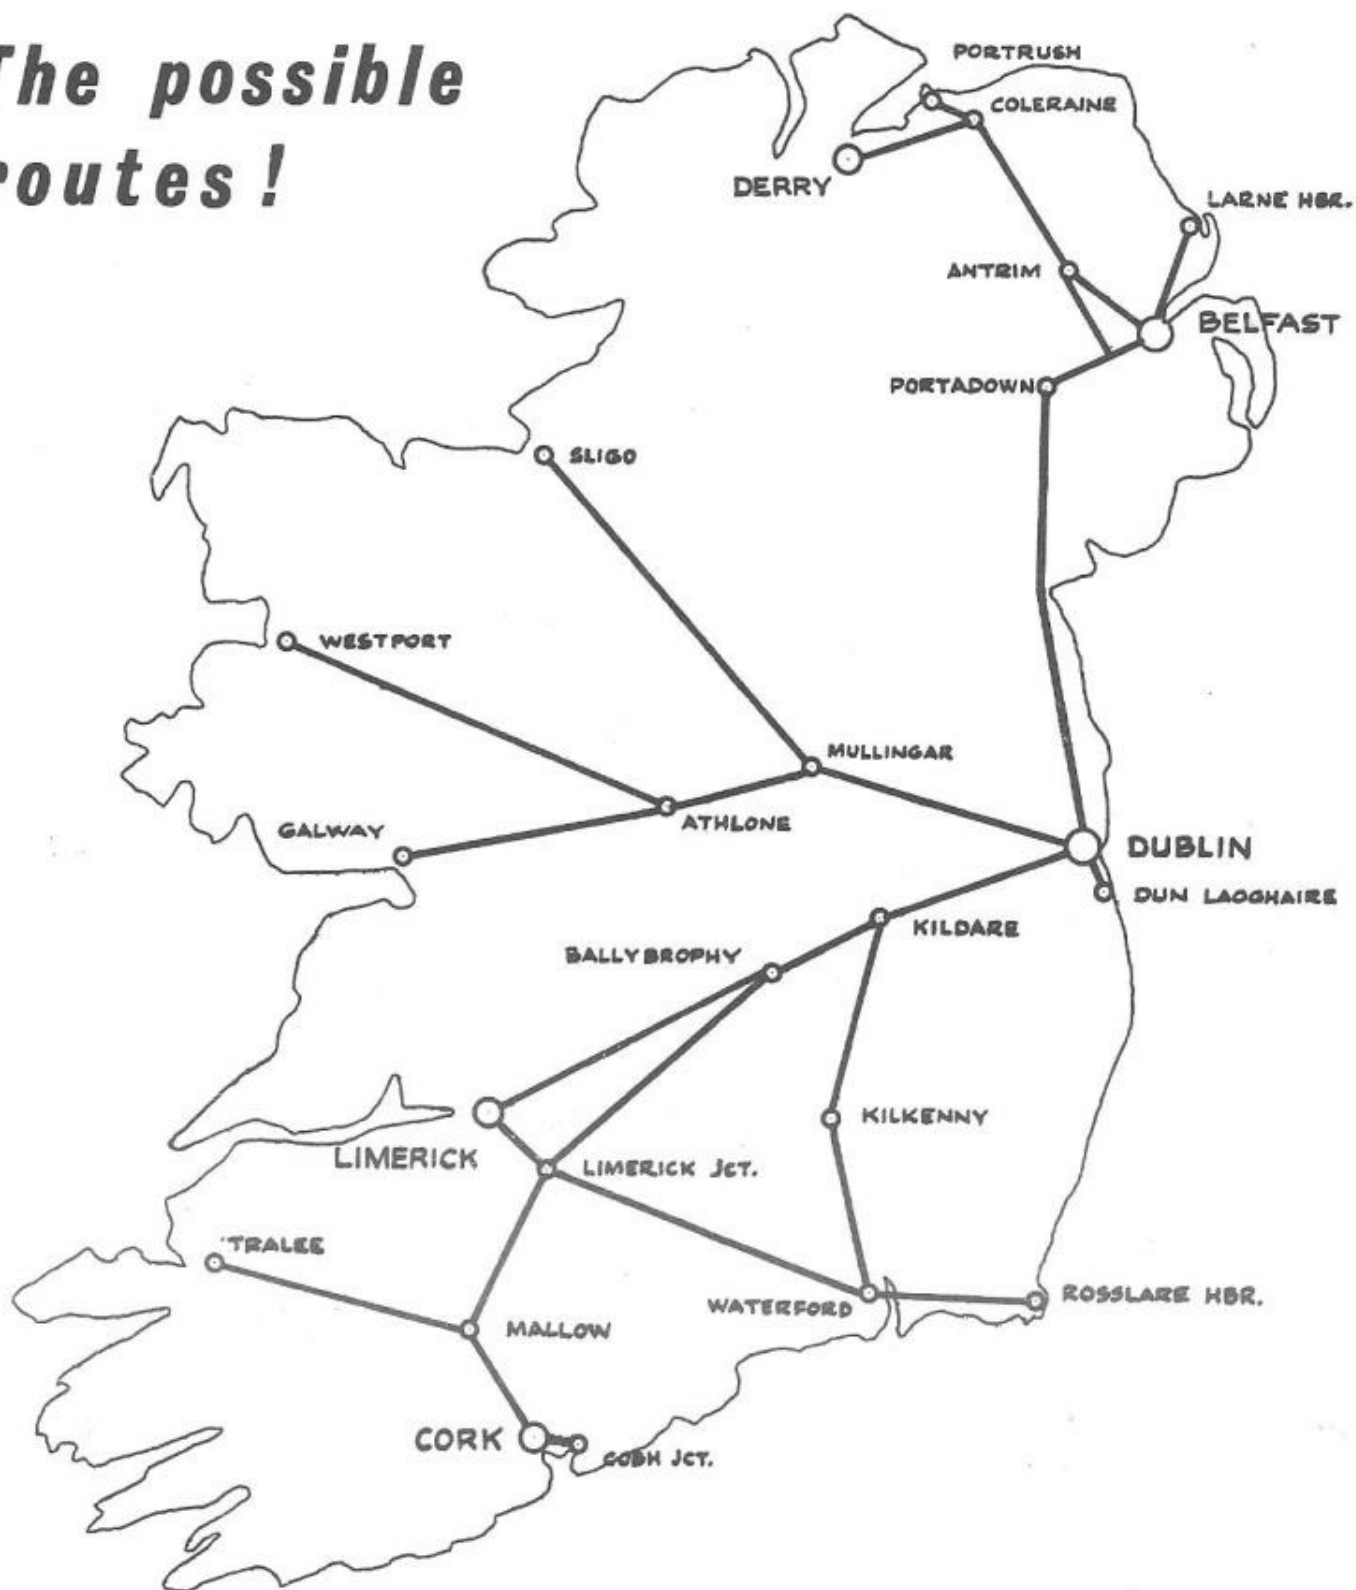 The possible
routes!
PORTRUSH
COLERAINE
DERRY
LARNE HBR.
ANTRIM
BELFAST
PORTADOWN
SLIGO
WESTPORT
MULLINGAR
GALWAY
ATHLONE
DUBLIN
DUN LAOGHAIRE
KILDARE
BALLYBROPHY
KILKENNY
LIMERICK
LIMERICK JCT.
TRALEE
WATERFORD
ROSSLARE HBR.
MALLOW
CORK
COBH JCT.